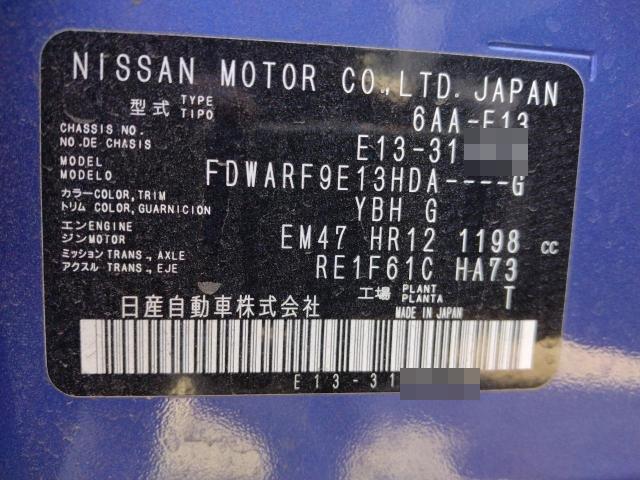 NISSAN MOTOR CO.,LTD. JAPAN
型式 TYPE TIPO 6AA-E13
CHASSIS NO. NO.DE CHASIS E13-31
MODEL MODELO FDWARF9E13HDA----G
カラー COLOR,TRIM トリム COLOR,GUARNICION YBH G
エンジン ENGINE MOTOR EM47 HR12 1198 cc
ミッション TRANS.,AXLE アクスル TRANS.,EJE RE1F61C HA73
工場 PLANT PLANTA T
日産自動車株式会社 MADE IN JAPAN
E13-31